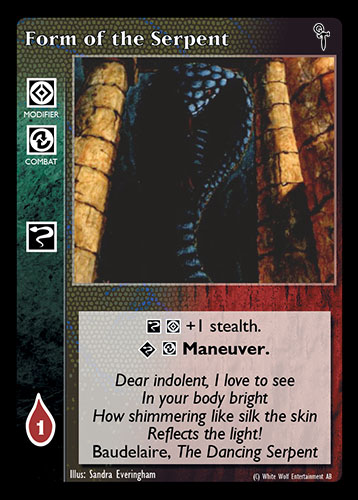 Form of the Serpent
MODIFIER
COMBAT
+1 stealth.
Maneuver.
Dear indolent, I love to see
In your body bright
How shimmering like silk the skin
Reflects the light!
Baudelaire, The Dancing Serpent
1
Illus: Sandra Everingham
(C) White Wolf Entertainment AB